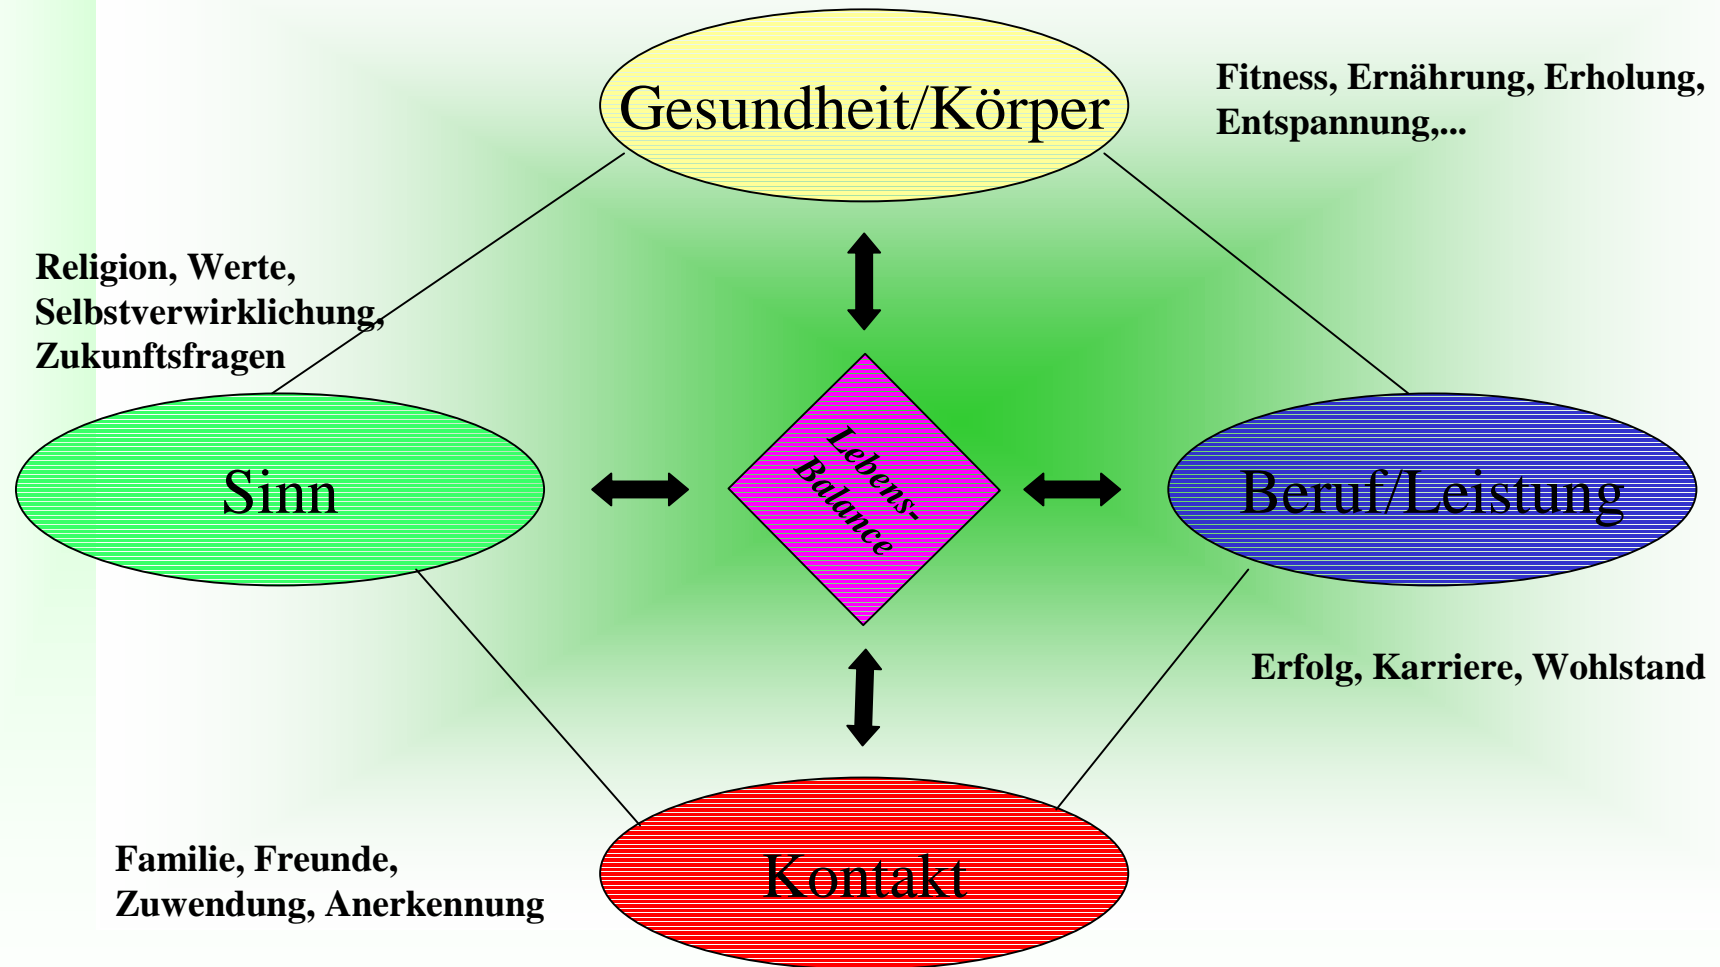 Gesundheit/Körper
Fitness, Ernährung, Erholung,
Entspannung,...
Religion, Werte,
Selbstverwirklichung,
Zukunftsfragen
Sinn
Lebens-
Balance
Beruf/Leistung
Erfolg, Karriere, Wohlstand
Familie, Freunde,
Zuwendung, Anerkennung
Kontakt